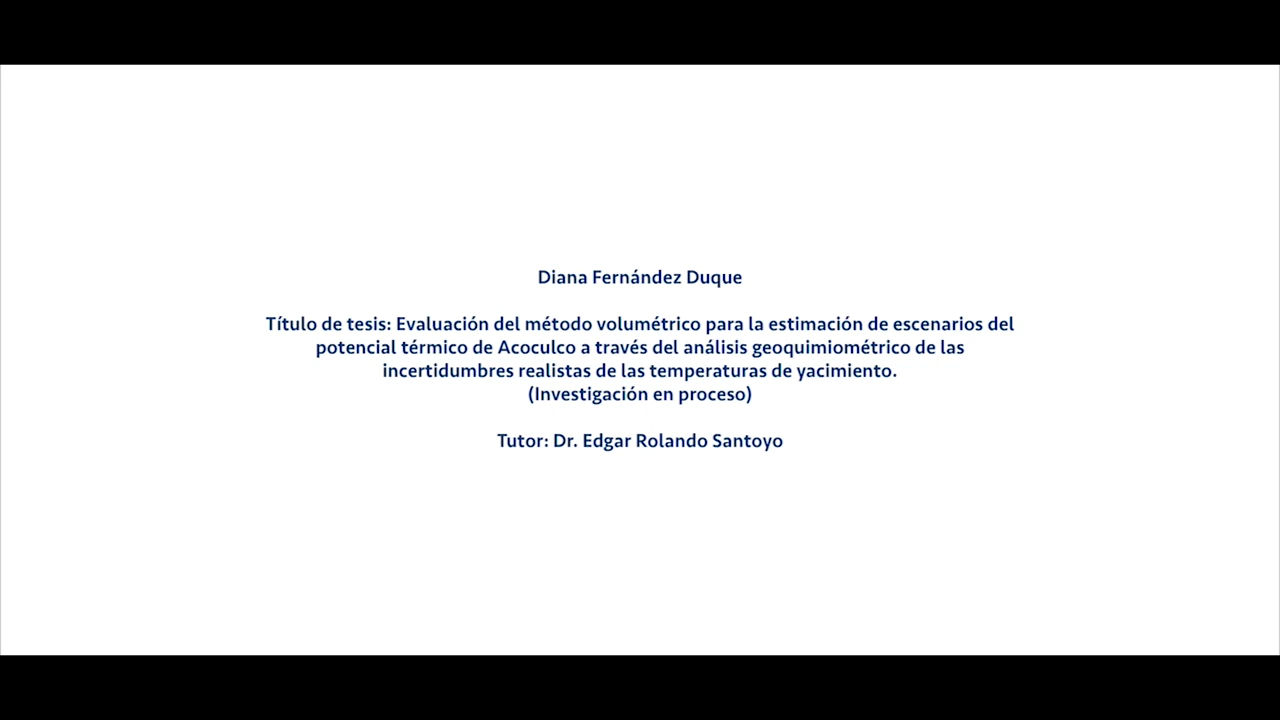 Diana Fernández Duque
Título de tesis: Evaluación del método volumétrico para la estimación de escenarios del
potencial térmico de Acoculco a través del análisis geoquimiométrico de las
incertidumbres realistas de las temperaturas de yacimiento.
(Investigación en proceso)
Tutor: Dr. Edgar Rolando Santoyo